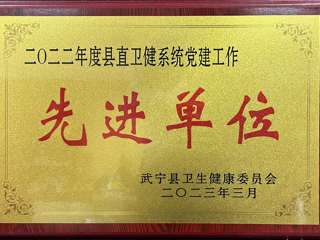 二〇二二年度县直卫健系统党建工作
先进单位
武宁县卫生健康委员会
二〇二三年三月